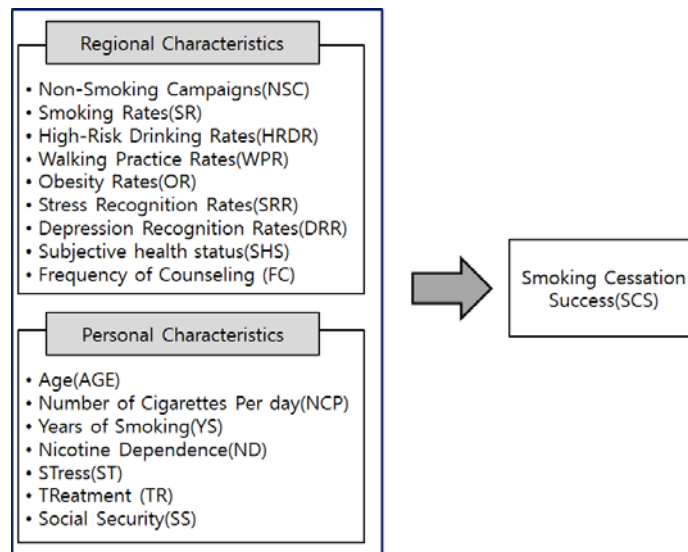 Regional Characteristics
• Non-Smoking Campaigns(NSC)
• Smoking Rates(SR)
• High-Risk Drinking Rates(HRDR)
• Walking Practice Rates(WPR)
• Obesity Rates(OR)
• Stress Recognition Rates(SRR)
• Depression Recognition Rates(DRR)
• Subjective health status(SHS)
• Frequency of Counseling (FC)
Personal Characteristics
• Age(AGE)
• Number of Cigarettes Per day(NCP)
• Years of Smoking(YS)
• Nicotine Dependence(ND)
• STress(ST)
• TReatment (TR)
• Social Security(SS)
Smoking Cessation
Success(SCS)